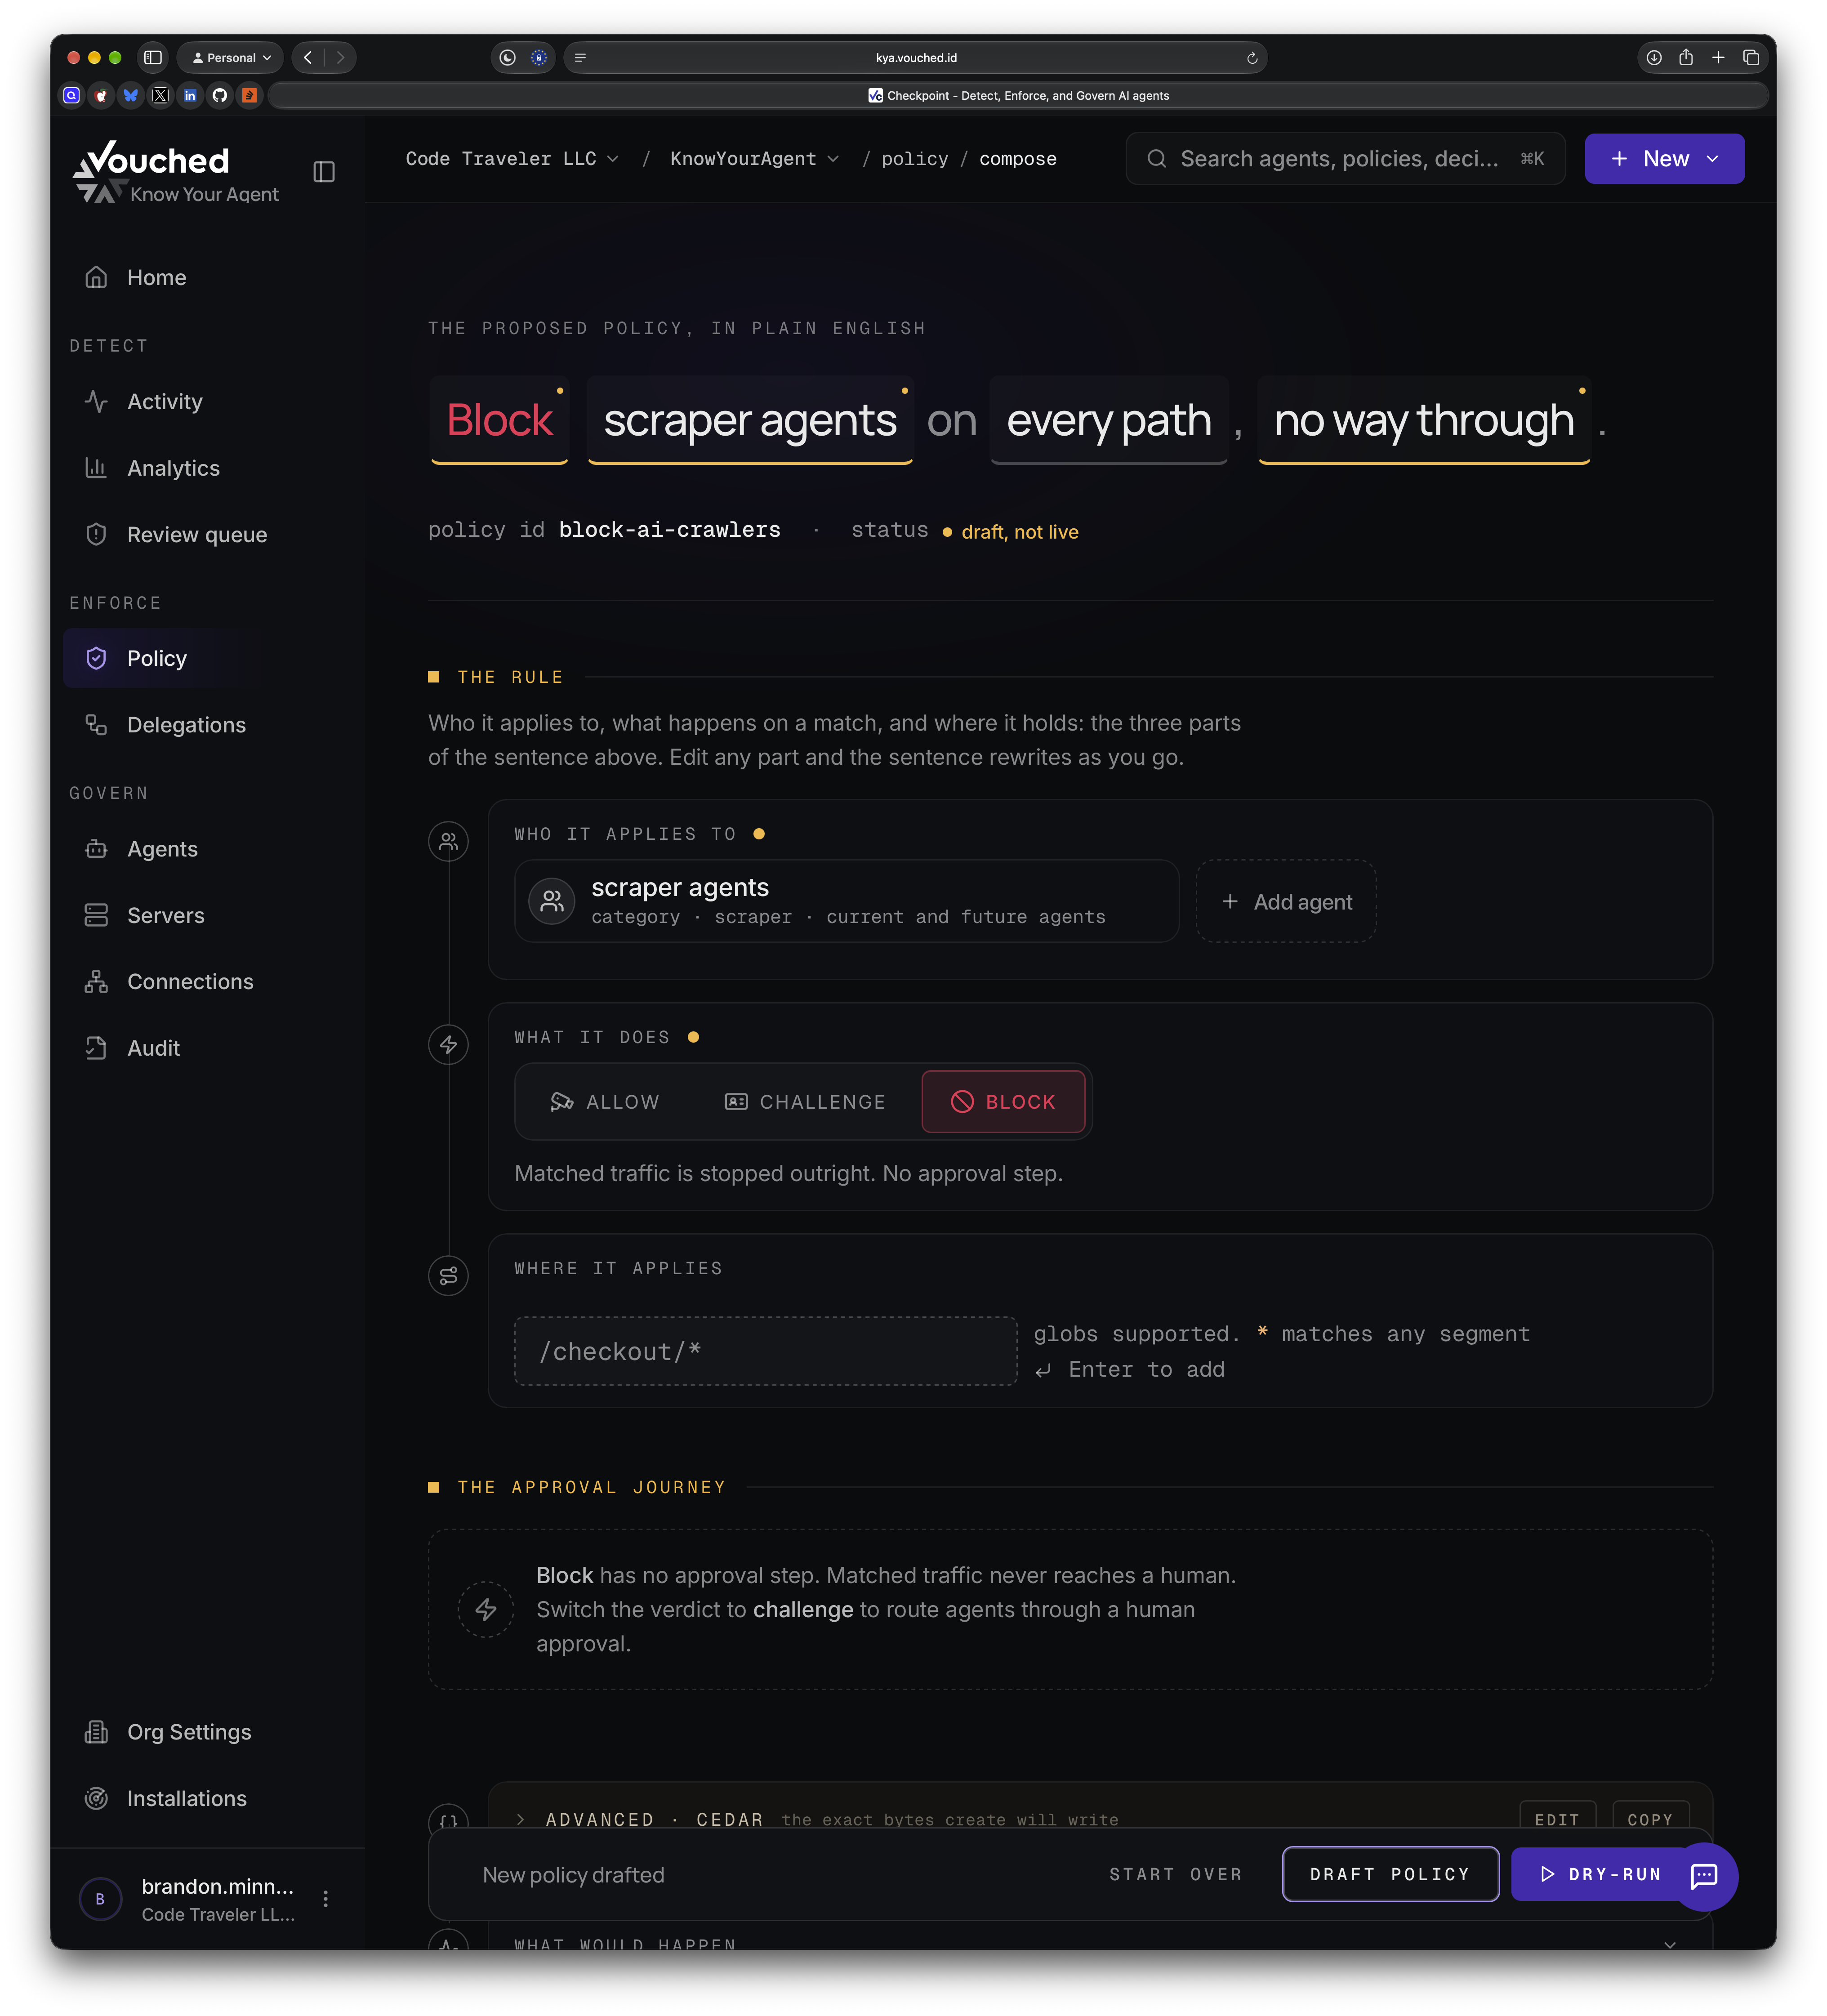 Personal
kya.vouched.id
Checkpoint - Detect, Enforce, and Govern AI agents
Vouched
Know Your Agent
Code Traveler LLC / KnowYourAgent / policy / compose
Search agents, policies, deci... ⌘K
+ New
Home
DETECT
Activity
Analytics
Review queue
ENFORCE
Policy
Delegations
GOVERN
Agents
Servers
Connections
Audit
Org Settings
Installations
B
brandon.minn...
Code Traveler LL...
THE PROPOSED POLICY, IN PLAIN ENGLISH
Block scraper agents on every path , no way through .
policy id block-ai-crawlers · status draft, not live
THE RULE
Who it applies to, what happens on a match, and where it holds: the three parts
of the sentence above. Edit any part and the sentence rewrites as you go.
WHO IT APPLIES TO
scraper agents
category · scraper · current and future agents
+ Add agent
WHAT IT DOES
ALLOW CHALLENGE BLOCK
Matched traffic is stopped outright. No approval step.
WHERE IT APPLIES
/checkout/*
globs supported. * matches any segment
↵ Enter to add
THE APPROVAL JOURNEY
Block has no approval step. Matched traffic never reaches a human.
Switch the verdict to challenge to route agents through a human
approval.
{} ADVANCED · CEDAR the exact bytes create will write EDIT COPY
New policy drafted START OVER DRAFT POLICY DRY-RUN
WHAT WOULD HAPPEN